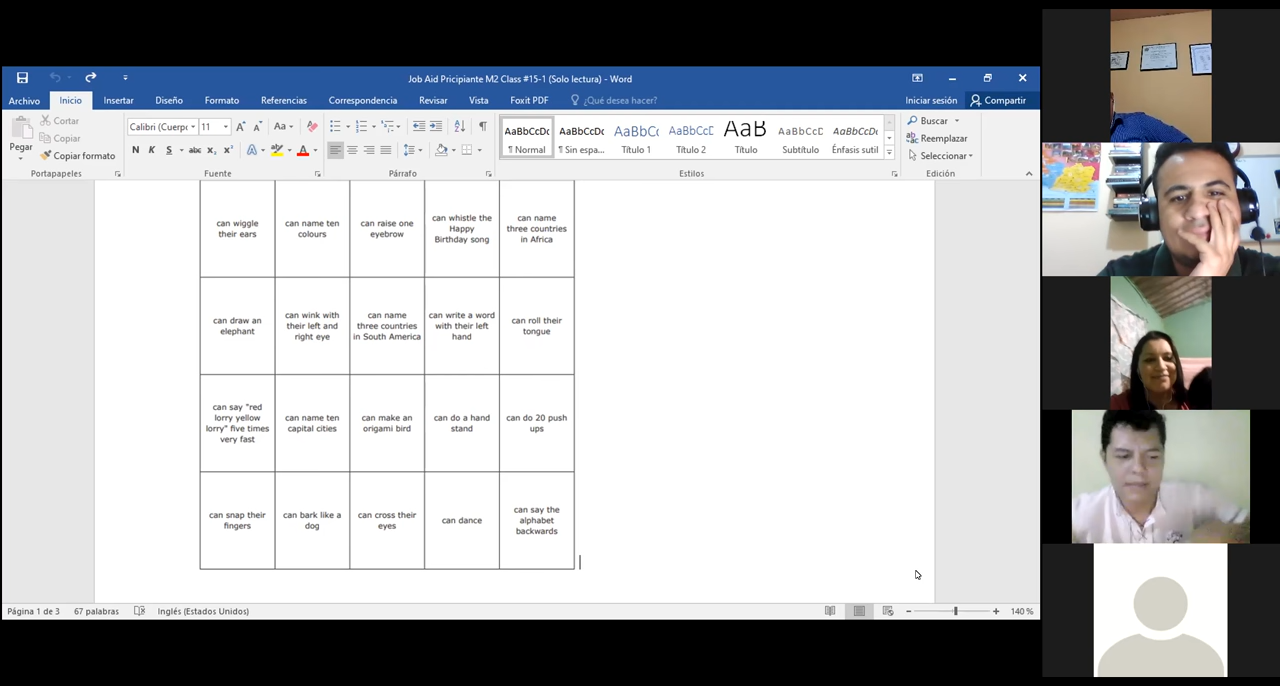 Job Aid Pricipiante M2 Class #15-1 (Solo lectura) - Word
Archivo Inicio Insertar Diseño Formato Referencias Correspondencia Revisar Vista Foxit PDF ¿Qué desea hacer? Iniciar sesión Compartir
Pegar
Cortar
Copiar
Copiar formato
Portapapeles
Calibri (Cuerp 11
Fuente
Párrafo
AaBbCcDc
¶ Normal
AaBbCcDc
¶ Sin espa...
AaBbCc
Título 1
AaBbCcD
Título 2
AaB
Título
AaBbCcD
Subtítulo
AaBbCcDc
Énfasis sutil
Estilos
Buscar
Reemplazar
Seleccionar
Edición
can wiggle
their ears
can name ten
colours
can raise one
eyebrow
can whistle the
Happy
Birthday song
can name
three countries
in Africa
can draw an
elephant
can wink with
their left and
right eye
can name
three countries
in South America
can write a word
with their left
hand
can roll their
tongue
can say "red
lorry yellow
lorry" five times
very fast
can name ten
capital cities
can make an
origami bird
can do a hand
stand
can do 20 push
ups
can snap their
fingers
can bark like a
dog
can cross their
eyes
can dance
can say the
alphabet
backwards
Página 1 de 3 67 palabras Inglés (Estados Unidos) 140 %